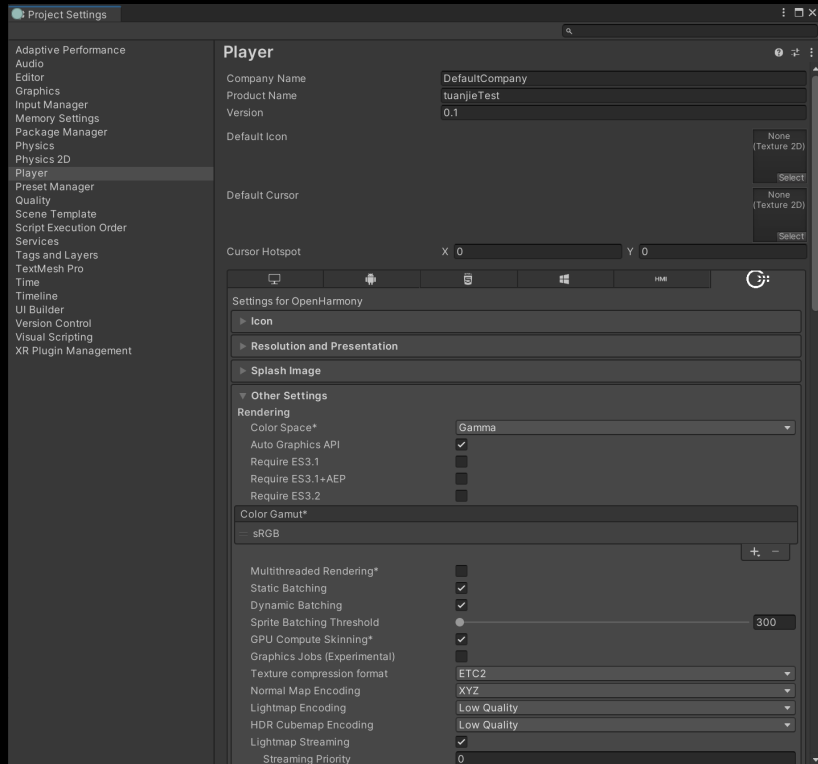 Project Settings
Adaptive Performance
Audio
Editor
Graphics
Input Manager
Memory Settings
Package Manager
Physics
Physics 2D
Player
Preset Manager
Quality
Scene Template
Script Execution Order
Services
Tags and Layers
TextMesh Pro
Time
Timeline
UI Builder
Version Control
Visual Scripting
XR Plugin Management
Player
Company Name DefaultCompany
Product Name tuanjieTest
Version 0.1
Default Icon
None
(Texture 2D)
Select
Default Cursor
None
(Texture 2D)
Select
Cursor Hotspot X 0 Y 0
HMI
Settings for OpenHarmony
Icon
Resolution and Presentation
Splash Image
Other Settings
Rendering
Color Space* Gamma
Auto Graphics API
Require ES3.1
Require ES3.1+AEP
Require ES3.2
Color Gamut*
sRGB
Multithreaded Rendering*
Static Batching
Dynamic Batching
Sprite Batching Threshold 300
GPU Compute Skinning*
Graphics Jobs (Experimental)
Texture compression format ETC2
Normal Map Encoding XYZ
Lightmap Encoding Low Quality
HDR Cubemap Encoding Low Quality
Lightmap Streaming
Streaming Priority 0